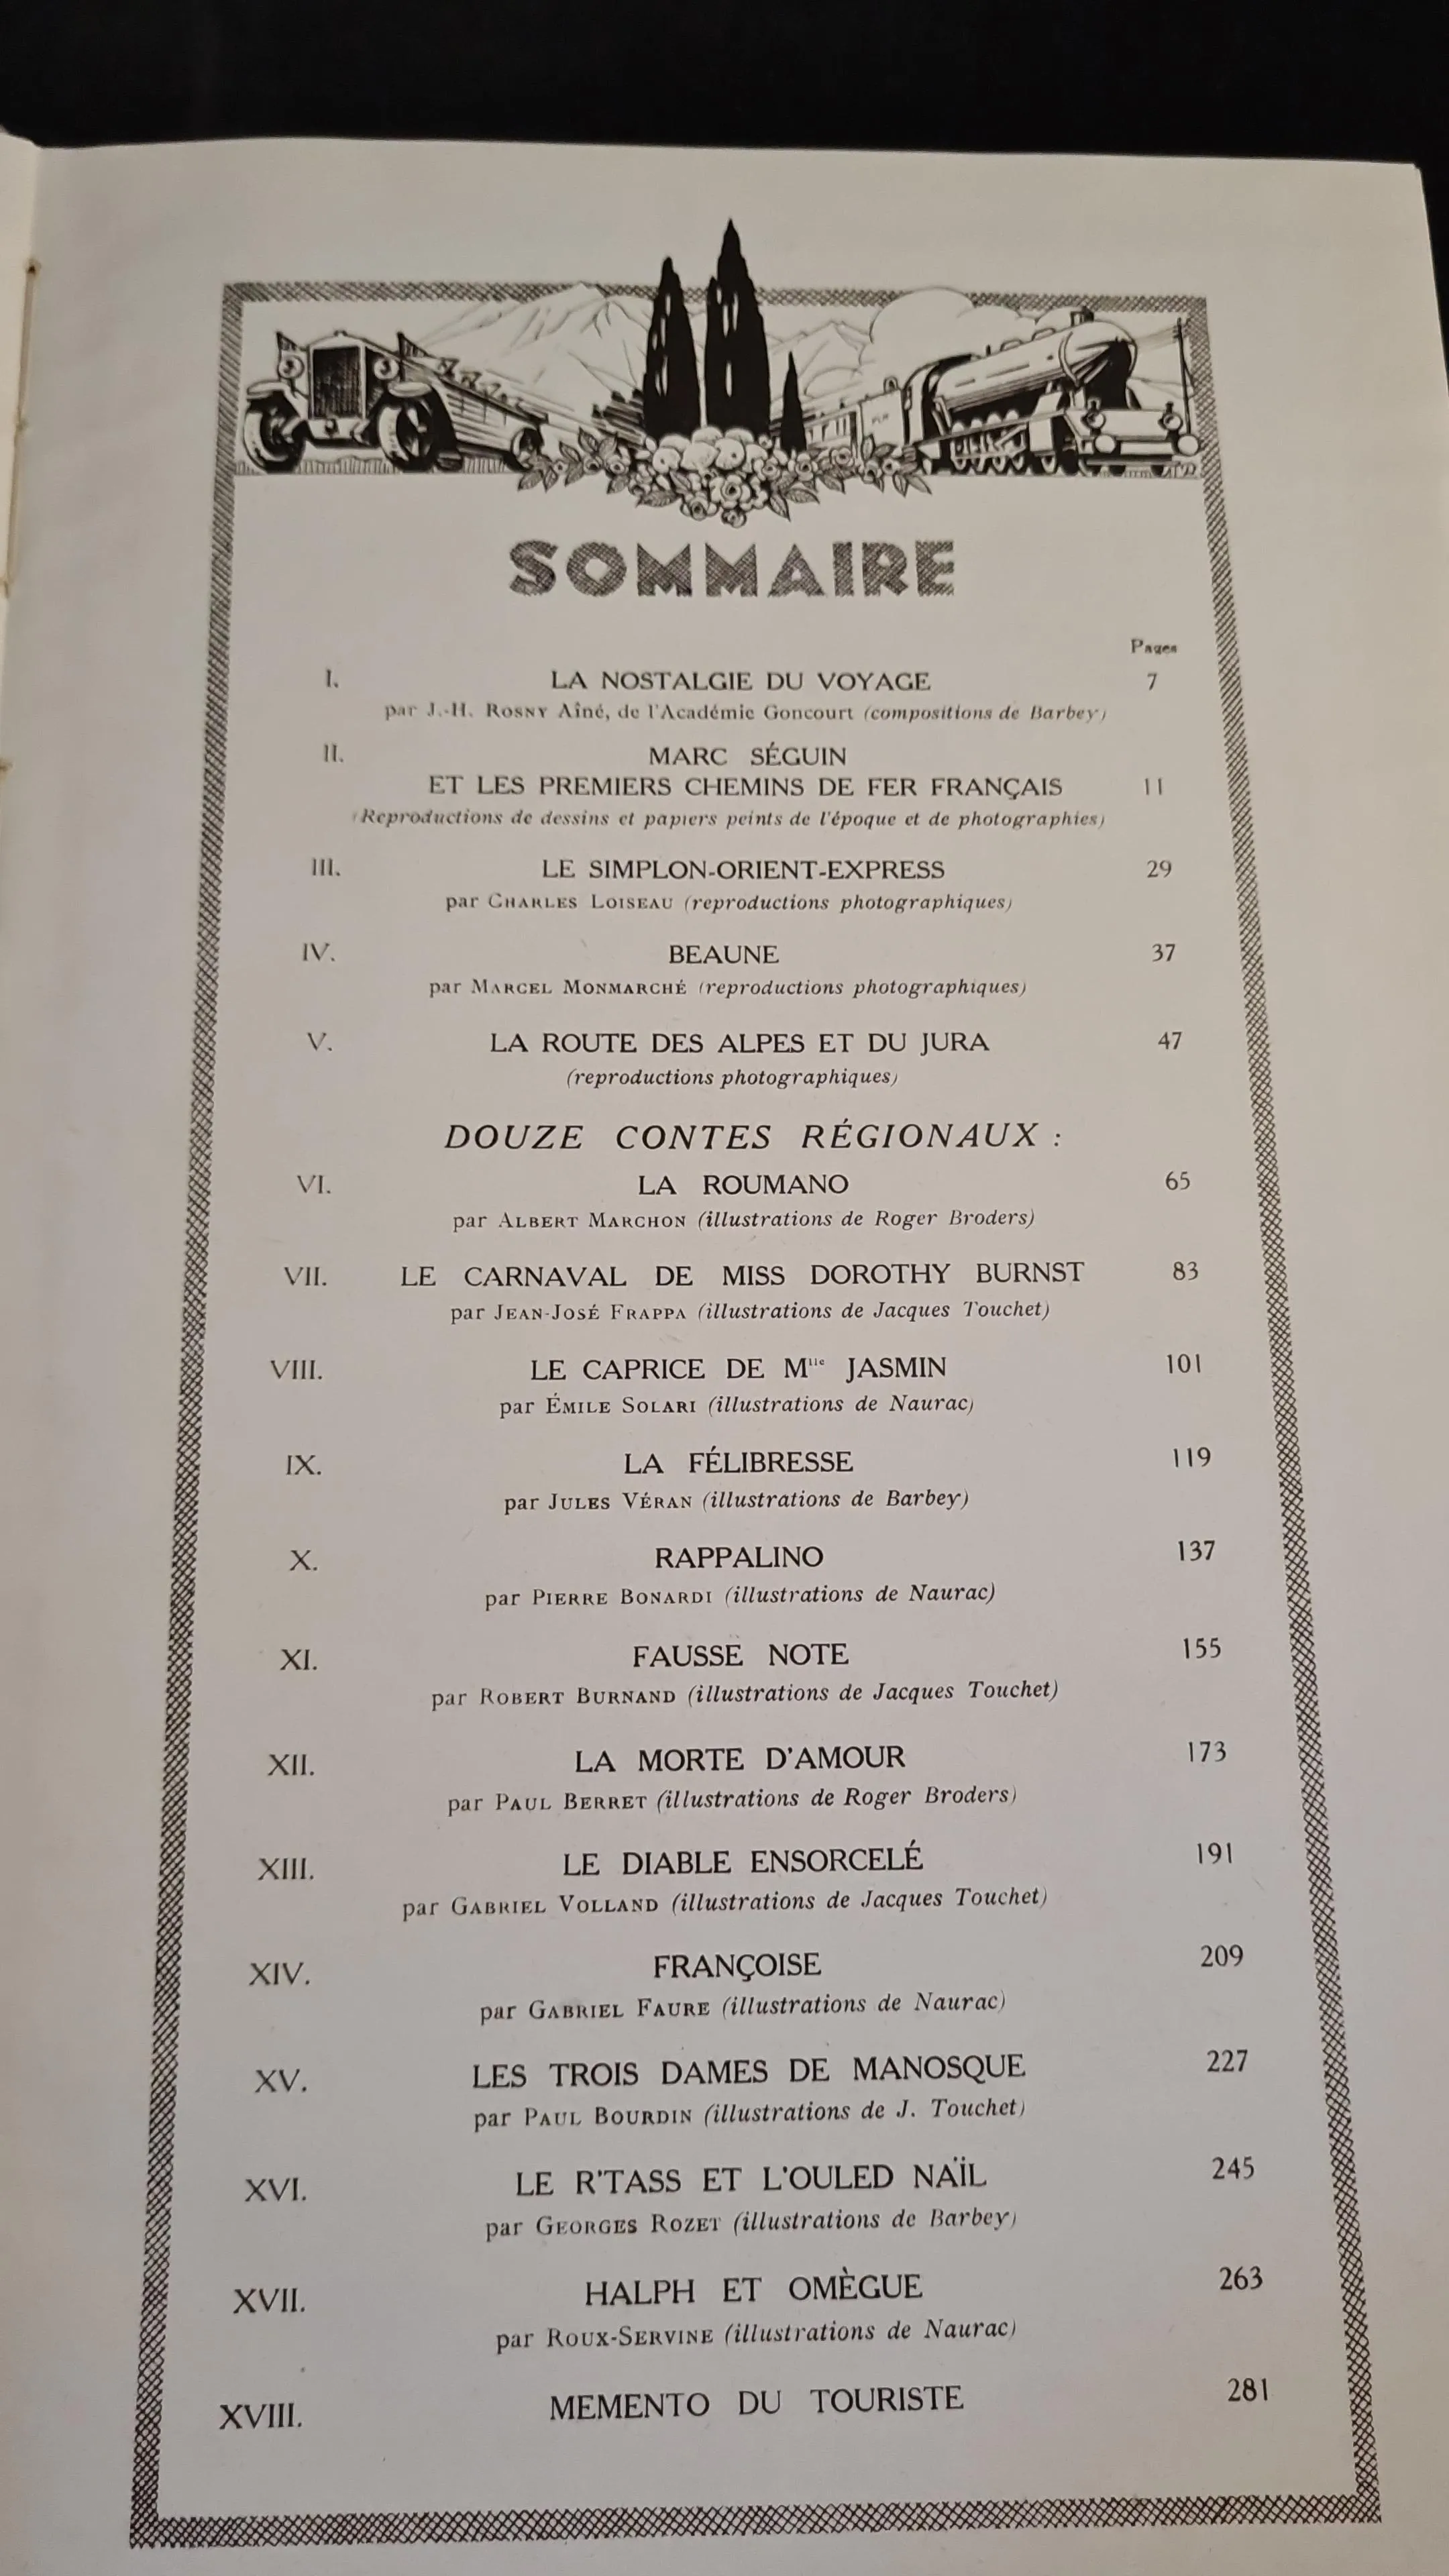 PLM
SOMMAIRE
Pages
I. LA NOSTALGIE DU VOYAGE 7
par J.-H. Rosny Aîné, de l'Académie Goncourt (compositions de Barbey)
II. MARC SÉGUIN
ET LES PREMIERS CHEMINS DE FER FRANÇAIS 11
(Reproductions de dessins et papiers peints de l'époque et de photographies)
III. LE SIMPLON-ORIENT-EXPRESS 29
par Charles Loiseau (reproductions photographiques)
IV. BEAUNE 37
par Marcel Monmarché (reproductions photographiques)
V. LA ROUTE DES ALPES ET DU JURA 47
(reproductions photographiques)
DOUZE CONTES RÉGIONAUX :
VI. LA ROUMANO 65
par Albert Marchon (illustrations de Roger Broders)
VII. LE CARNAVAL DE MISS DOROTHY BURNST 83
par Jean-José Frappa (illustrations de Jacques Touchet)
VIII. LE CAPRICE DE Mlle JASMIN 101
par Émile Solari (illustrations de Naurac)
IX. LA FÉLIBRESSE 119
par Jules Véran (illustrations de Barbey)
X. RAPPALINO 137
par Pierre Bonardi (illustrations de Naurac)
XI. FAUSSE NOTE 155
par Robert Burnand (illustrations de Jacques Touchet)
XII. LA MORTE D'AMOUR 173
par Paul Berret (illustrations de Roger Broders)
XIII. LE DIABLE ENSORCELÉ 191
par Gabriel Volland (illustrations de Jacques Touchet)
XIV. FRANÇOISE 209
par Gabriel Faure (illustrations de Naurac)
XV. LES TROIS DAMES DE MANOSQUE 227
par Paul Bourdin (illustrations de J. Touchet)
XVI. LE R'TASS ET L'OULED NAÏL 245
par Georges Rozet (illustrations de Barbey)
XVII. HALPH ET OMÈGUE 263
par Roux-Servine (illustrations de Naurac)
XVIII. MEMENTO DU TOURISTE 281